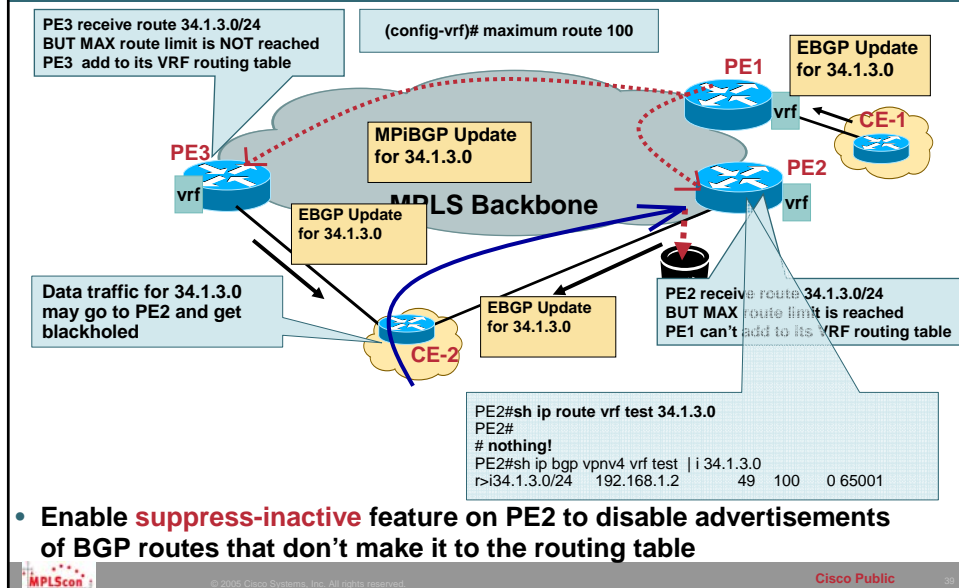 PE3 receive route 34.1.3.0/24
BUT MAX route limit is NOT reached
PE3 add to its VRF routing table
(config-vrf)# maximum route 100
EBGP Update
for 34.1.3.0
PE1
vrf
CE-1
MPiBGP Update
for 34.1.3.0
PE3
vrf
PE2
vrf
MPLS Backbone
EBGP Update
for 34.1.3.0
Data traffic for 34.1.3.0
may go to PE2 and get
blackholed
CE-2
EBGP Update
for 34.1.3.0
PE2 receive route 34.1.3.0/24
BUT MAX route limit is reached
PE1 can't add to its VRF routing table
PE2#sh ip route vrf test 34.1.3.0
PE2#
# nothing!
PE2#sh ip bgp vpnv4 vrf test | i 34.1.3.0
r>i34.1.3.0/24 192.168.1.2 49 100 0 65001
• Enable suppress-inactive feature on PE2 to disable advertisements
of BGP routes that don't make it to the routing table
MPLScon
© 2005 Cisco Systems, Inc. All rights reserved.
Cisco Public
39